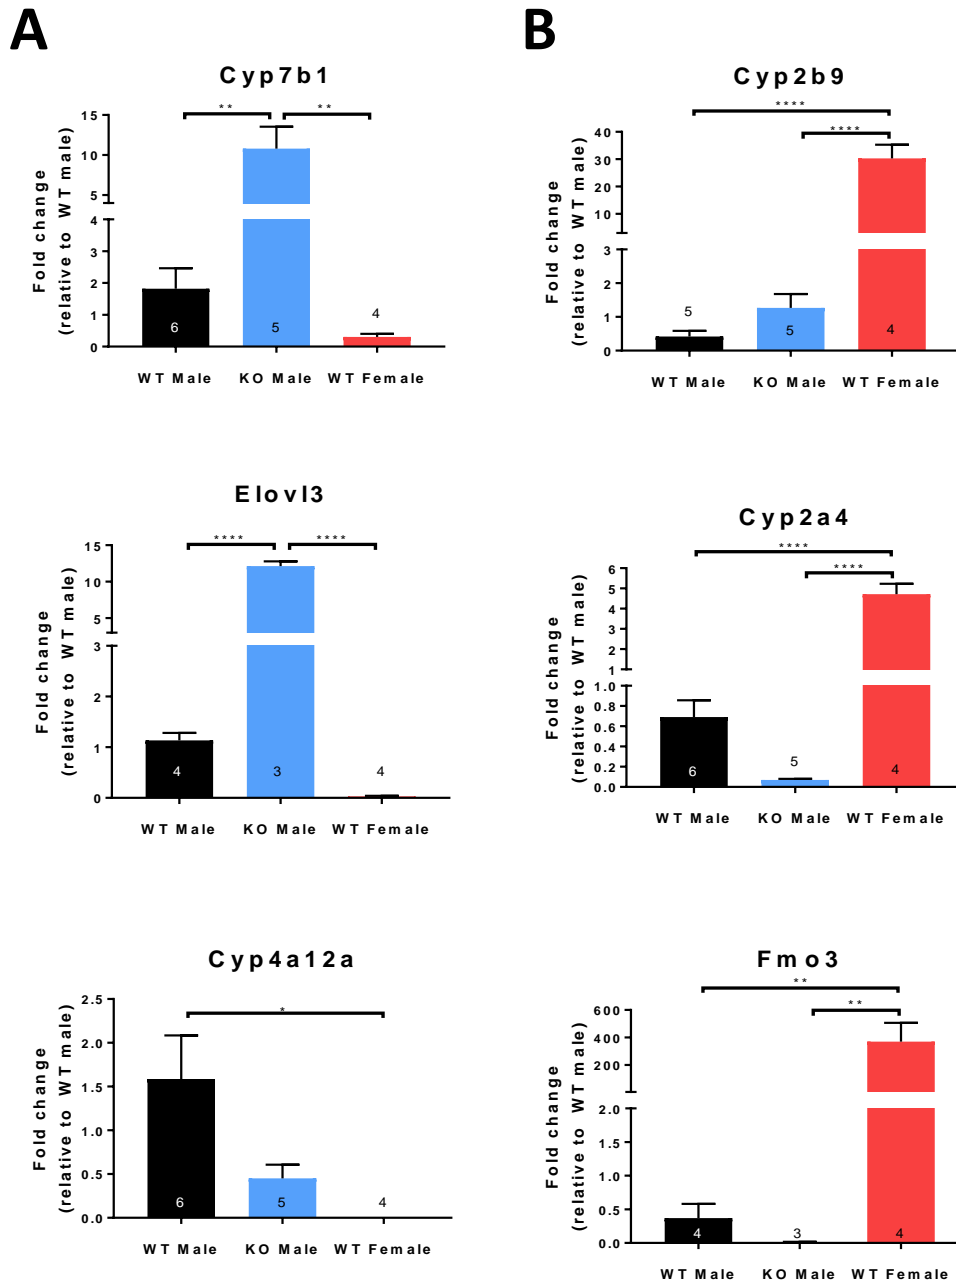 A
Cyp7b1
** **
Fold change
(relative to WT male)
15
10
5
4
3
2
1
0
6
5
4
WT Male KO Male WT Female
Elovl3
**** ****
Fold change
(relative to WT male)
15
10
5
3
2
1
0
4
3
4
WT Male KO Male WT Female
Cyp4a12a
*
Fold change
(relative to WT male)
2.5
2.0
1.5
1.0
0.5
0.0
6
5
4
WT Male KO Male WT Female
B
Cyp2b9
****
****
Fold change
(relative to WT male)
40
30
20
10
3
2
1
0
5
5
4
WT Male KO Male WT Female
Cyp2a4
****
****
Fold change
(relative to WT male)
6
5
4
3
2
1
1.0
0.8
0.6
0.4
0.2
0.0
6
5
4
WT Male KO Male WT Female
Fmo3
**
**
Fold change
(relative to WT male)
600
400
200
2.0
1.5
1.0
0.5
0.0
4
3
4
WT Male KO Male WT Female